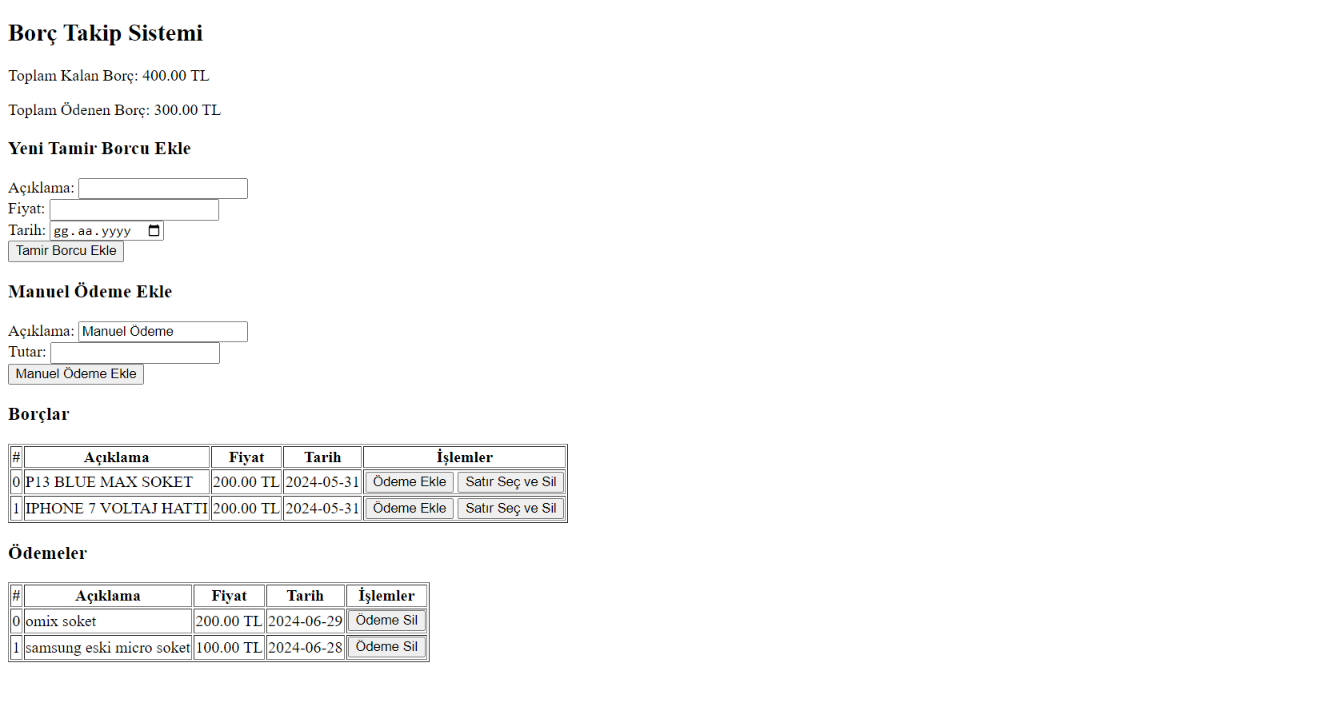 Borç Takip Sistemi
Toplam Kalan Borç: 400.00 TL
Toplam Ödenen Borç: 300.00 TL
Yeni Tamir Borcu Ekle
Açıklama:
Fiyat:
Tarih: gg.aa.yyyy
Tamir Borcu Ekle
Manuel Ödeme Ekle
Açıklama: Manuel Ödeme
Tutar:
Manuel Ödeme Ekle
Borçlar
# Açıklama Fiyat Tarih İşlemler
0 P13 BLUE MAX SOKET 200.00 TL 2024-05-31 Ödeme Ekle Satır Seç ve Sil
1 IPHONE 7 VOLTAJ HATTI 200.00 TL 2024-05-31 Ödeme Ekle Satır Seç ve Sil
Ödemeler
# Açıklama Fiyat Tarih İşlemler
0 omix soket 200.00 TL 2024-06-29 Ödeme Sil
1 samsung eski micro soket 100.00 TL 2024-06-28 Ödeme Sil